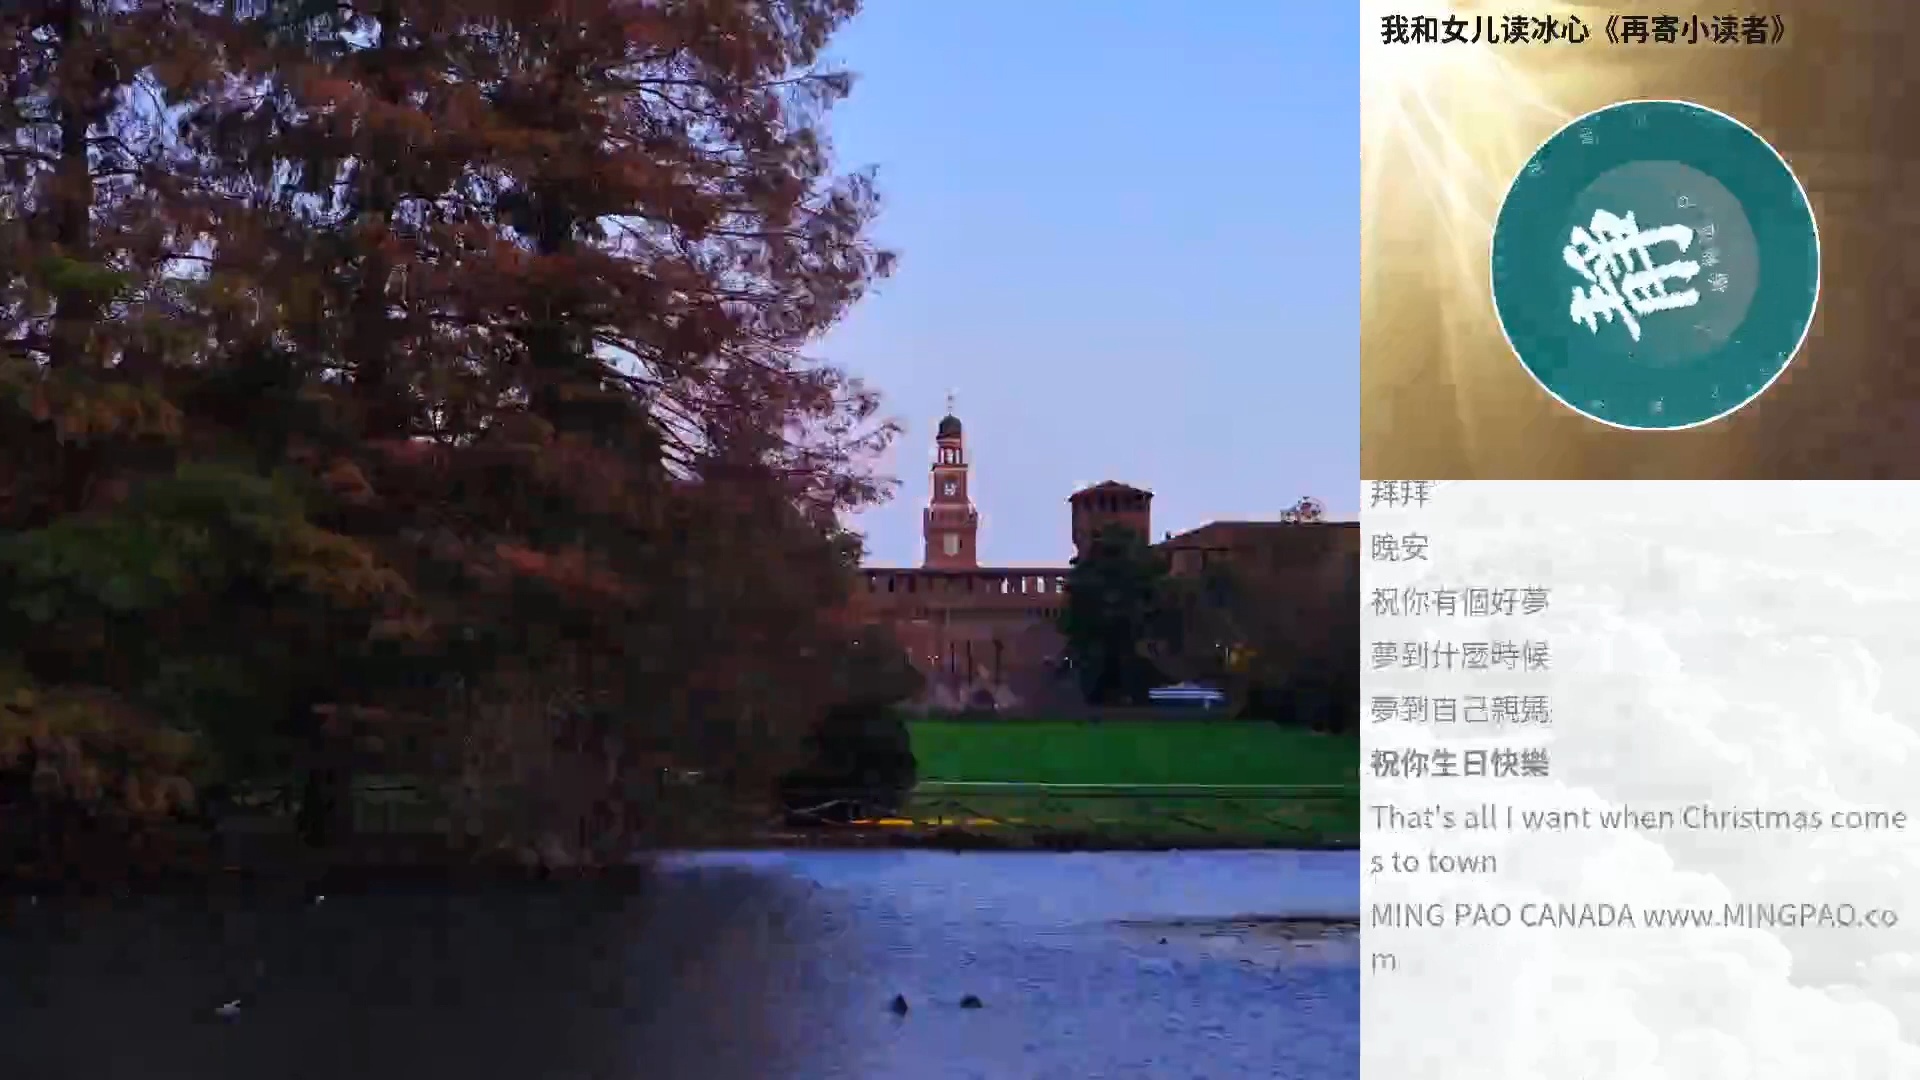 我和女儿读冰心《再寄小读者》
拜拜
晚安
祝你有個好夢
夢到什麼時候
夢到自己親媽
祝你生日快樂
That's all I want when Christmas come
s to town
MING PAO CANADA www.MINGPAO.co
m